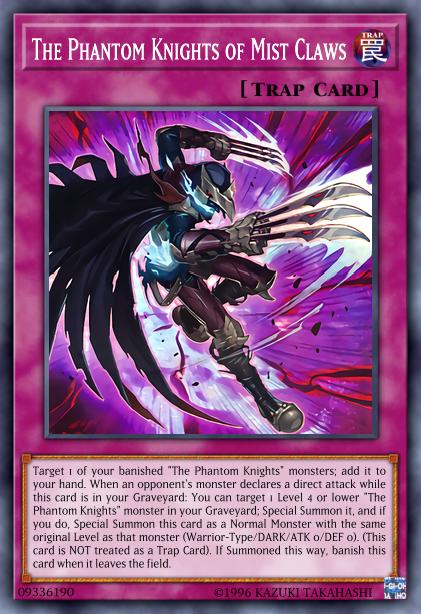 The Phantom Knights of Mist Claws
TRAP
罠
[Trap Card]
Target 1 of your banished "The Phantom Knights" monsters; add it to
your hand. When an opponent's monster declares a direct attack while
this card is in your Graveyard: You can target 1 Level 4 or lower "The
Phantom Knights" monster in your Graveyard; Special Summon it, and if
you do, Special Summon this card as a Normal Monster with the same
original Level as that monster (Warrior-Type/DARK/ATK 0/DEF 0). (This
card is NOT treated as a Trap Card). If Summoned this way, banish this
card when it leaves the field.
09336190
©1996 KAZUKI TAKAHASHI